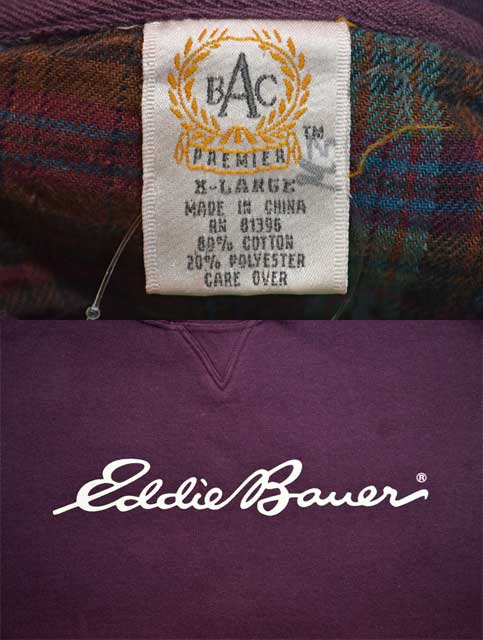 BAC
PREMIER
TM
X-LARGE
MADE IN CHINA
RN 81396
80% COTTON
20% POLYESTER
CARE OVER
Eddie Bauer ®